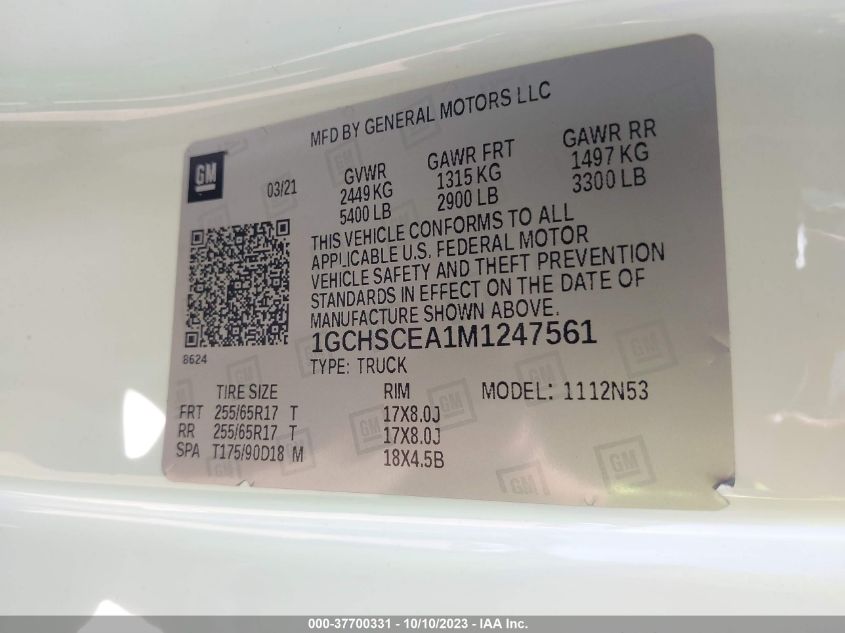 MFD BY GENERAL MOTORS LLC
GM
03/21
GVWR GAWR FRT GAWR RR
2449 KG 1315 KG 1497 KG
5400 LB 2900 LB 3300 LB
THIS VEHICLE CONFORMS TO ALL
APPLICABLE U.S. FEDERAL MOTOR
VEHICLE SAFETY AND THEFT PREVENTION
STANDARDS IN EFFECT ON THE DATE OF
MANUFACTURE SHOWN ABOVE.
1GCHSCEA1M1247561
8624
TYPE: TRUCK
TIRE SIZE RIM MODEL: 1112N53
FRT 255/65R17 T 17X8.0J
RR 255/65R17 T 17X8.0J
SPA T175/90D18 M 18X4.5B
000-37700331 - 10/10/2023 - IAA Inc.